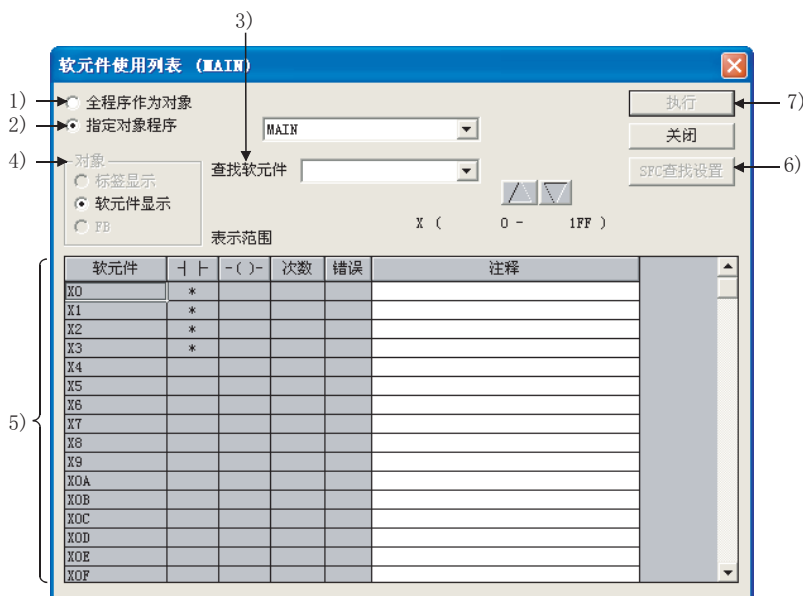 3)
软元件使用列表 (MAIN)
1) 全程序作为对象 执行 7)
2) 指定对象程序 MAIN 关闭
4) 对象 查找软元件 SFC查找设置 6)
标签显示
软元件显示
FB
表示范围 X ( 0 - 1FF )
软元件 ┤ ├ -( )- 次数 错误 注释
X0 *
X1 *
X2 *
X3 *
X4
X5
X6
5) X7
X8
X9
X0A
X0B
X0C
X0D
X0E
X0F